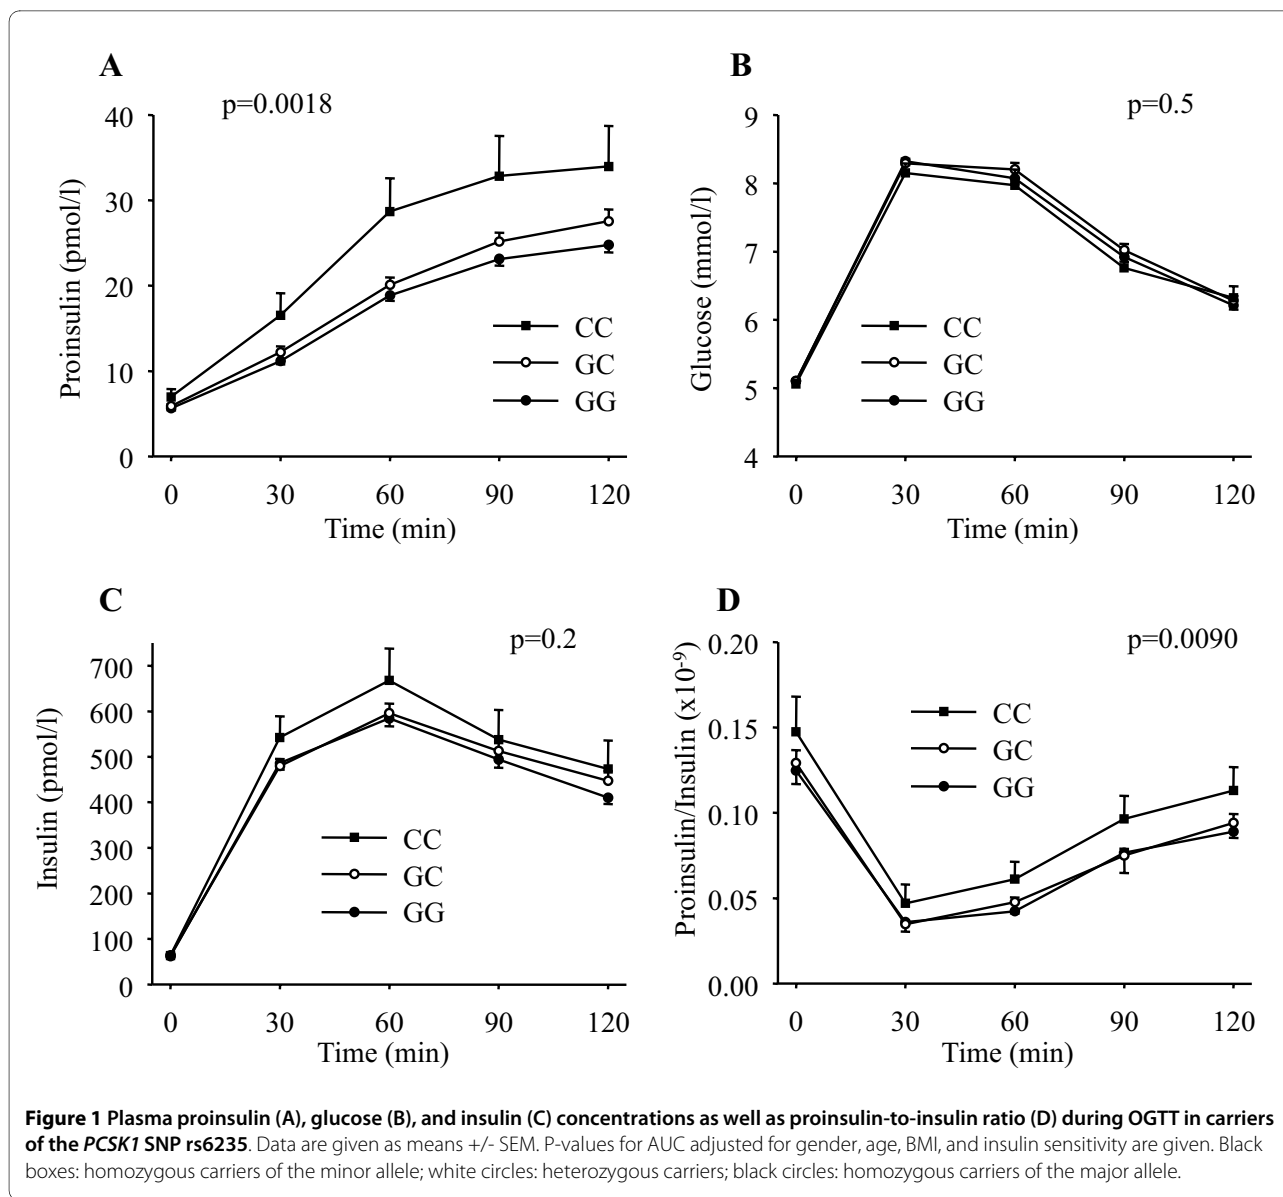 A
p=0.0018
Proinsulin (pmol/l)
40
30
20
10
0
CC
GC
GG
0 30 60 90 120
Time (min)
B
p=0.5
Glucose (mmol/l)
9
8
7
6
5
4
CC
GC
GG
0 30 60 90 120
Time (min)
C
p=0.2
Insulin (pmol/l)
700
600
500
400
300
200
100
0
CC
GC
GG
0 30 60 90 120
Time (min)
D
p=0.0090
Proinsulin/Insulin (x10⁻⁹)
0.20
0.15
0.10
0.05
0.00
CC
GC
GG
0 30 60 90 120
Time (min)
Figure 1 Plasma proinsulin (A), glucose (B), and insulin (C) concentrations as well as proinsulin-to-insulin ratio (D) during OGTT in carriers
of the PCSK1 SNP rs6235. Data are given as means +/- SEM. P-values for AUC adjusted for gender, age, BMI, and insulin sensitivity are given. Black
boxes: homozygous carriers of the minor allele; white circles: heterozygous carriers; black circles: homozygous carriers of the major allele.